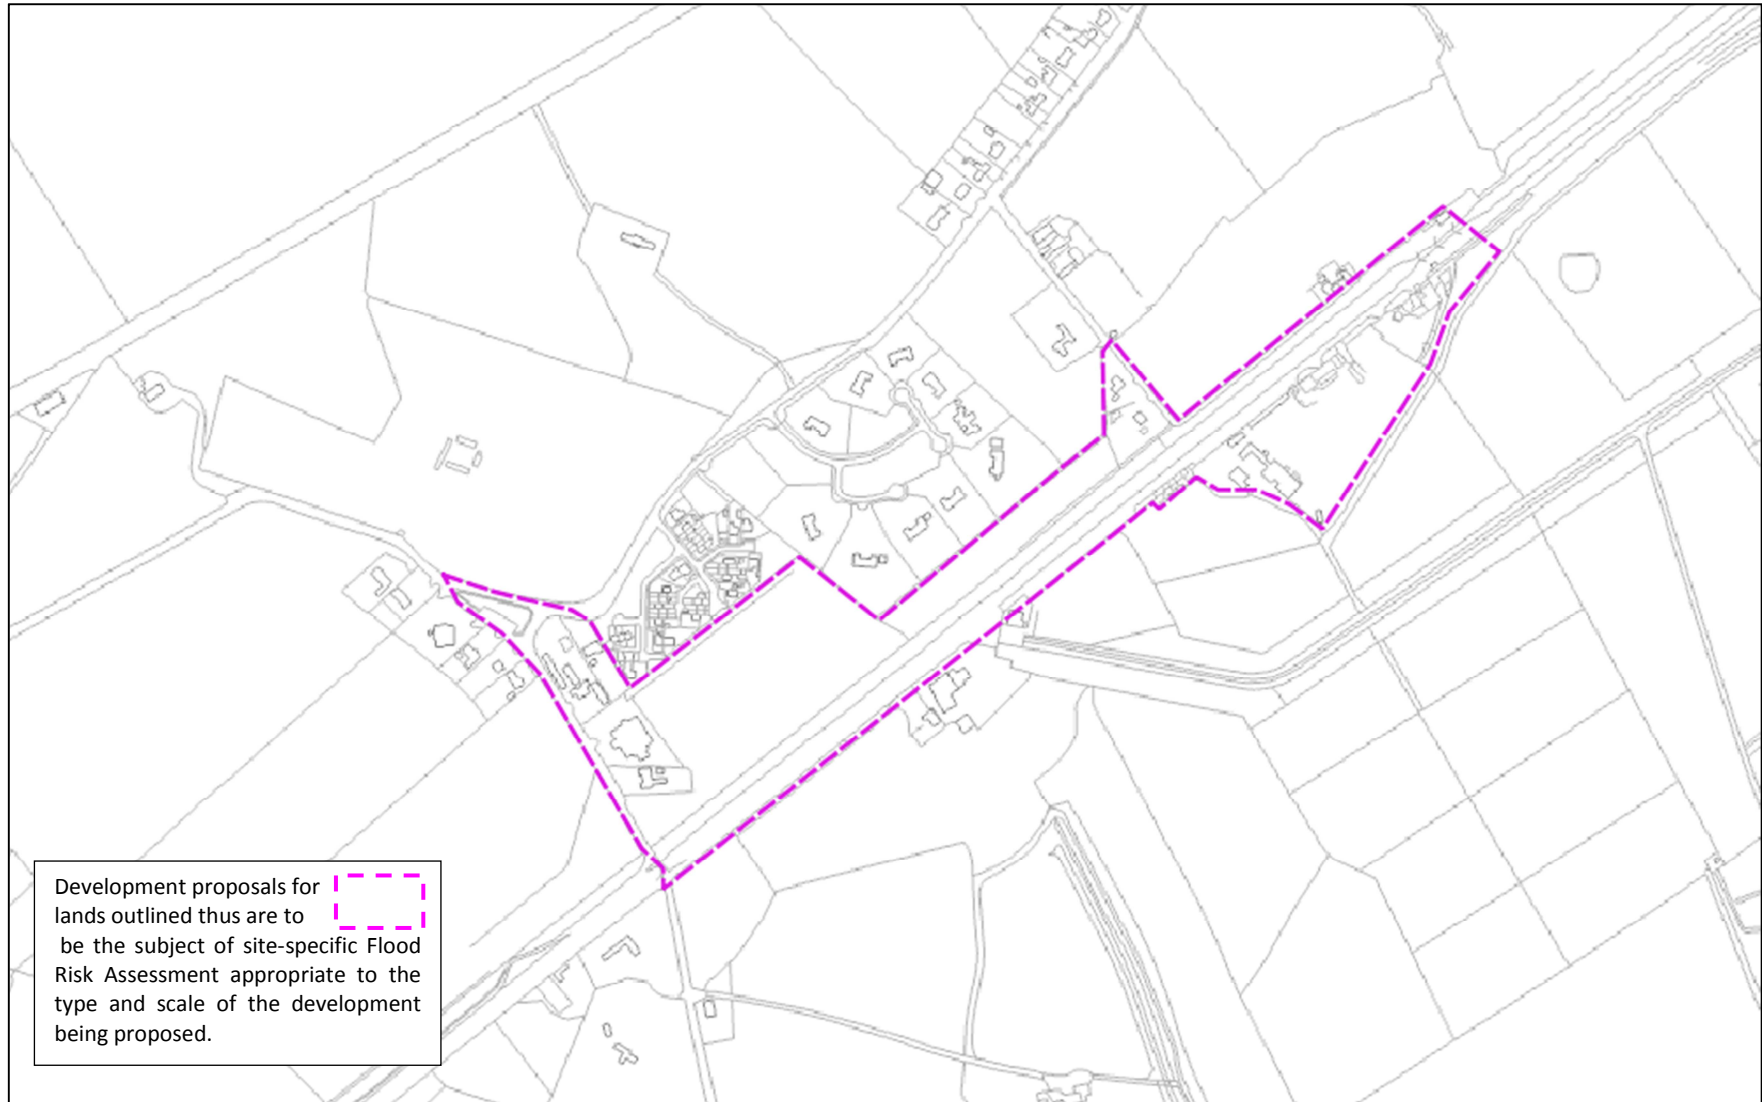 Development proposals for
lands outlined thus are to
be the subject of site-specific Flood
Risk Assessment appropriate to the
type and scale of the development
being proposed.